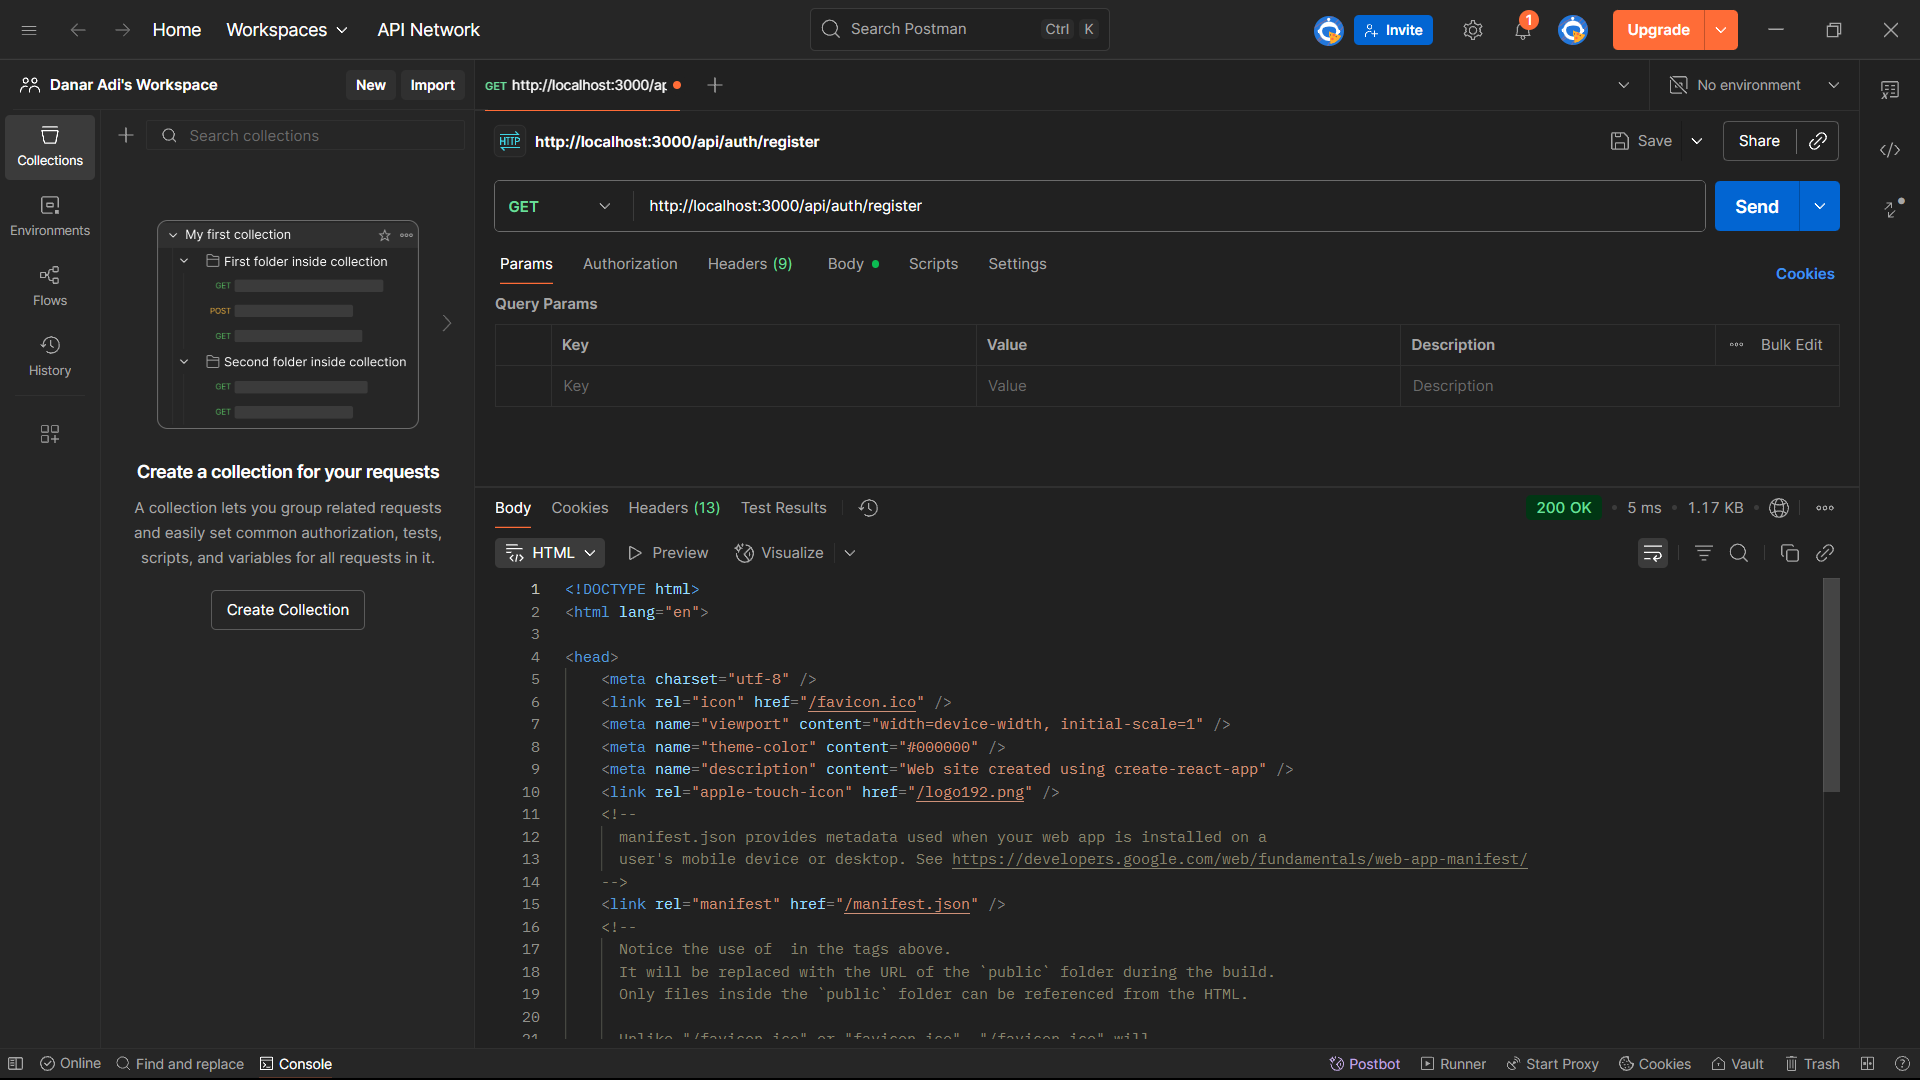 Home
Workspaces
API Network
Search Postman
Ctrl K
Invite
1
Upgrade
Danar Adi's Workspace
New
Import
GET http://localhost:3000/ap
No environment
Collections
Environments
Flows
History
Search collections
My first collection
First folder inside collection
GET
POST
GET
Second folder inside collection
GET
GET
Create a collection for your requests
A collection lets you group related requests
and easily set common authorization, tests,
scripts, and variables for all requests in it.
Create Collection
HTTP http://localhost:3000/api/auth/register
Save
Share
GET http://localhost:3000/api/auth/register
Send
Params Authorization Headers (9) Body Scripts Settings
Cookies
Query Params
Key Value Description Bulk Edit
Key Value Description
Body Cookies Headers (13) Test Results
200 OK 5 ms 1.17 KB
HTML Preview Visualize
1 <!DOCTYPE html>
2 <html lang="en">
3
4 <head>
5 <meta charset="utf-8" />
6 <link rel="icon" href="/favicon.ico" />
7 <meta name="viewport" content="width=device-width, initial-scale=1" />
8 <meta name="theme-color" content="#000000" />
9 <meta name="description" content="Web site created using create-react-app" />
10 <link rel="apple-touch-icon" href="/logo192.png" />
11 <!--
12 manifest.json provides metadata used when your web app is installed on a
13 user's mobile device or desktop. See https://developers.google.com/web/fundamentals/web-app-manifest/
14 -->
15 <link rel="manifest" href="/manifest.json" />
16 <!--
17 Notice the use of  in the tags above.
18 It will be replaced with the URL of the `public` folder during the build.
19 Only files inside the `public` folder can be referenced from the HTML.
20
21 Unlike "/favicon.ico" or "favicon.ico", "/favicon.ico" will
Online
Find and replace
Console
Postbot
Runner
Start Proxy
Cookies
Vault
Trash